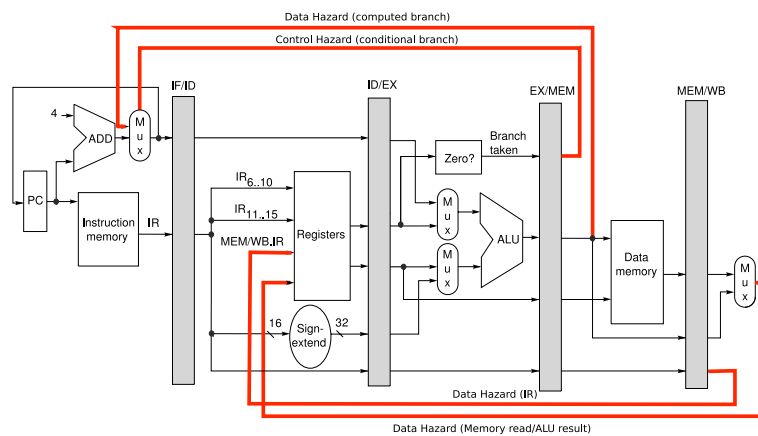 Data Hazard (computed branch)
Control Hazard (conditional branch)
IF/ID
ID/EX
EX/MEM
MEM/WB
4
ADD
M
u
x
Branch
taken
Zero?
PC
Instruction
memory
IR
IR6..10
IR11..15
MEM/WB.IR
Registers
M
u
x
M
u
x
ALU
Data
memory
M
u
x
16
Sign-
extend
32
Data Hazard (IR)
Data Hazard (Memory read/ALU result)